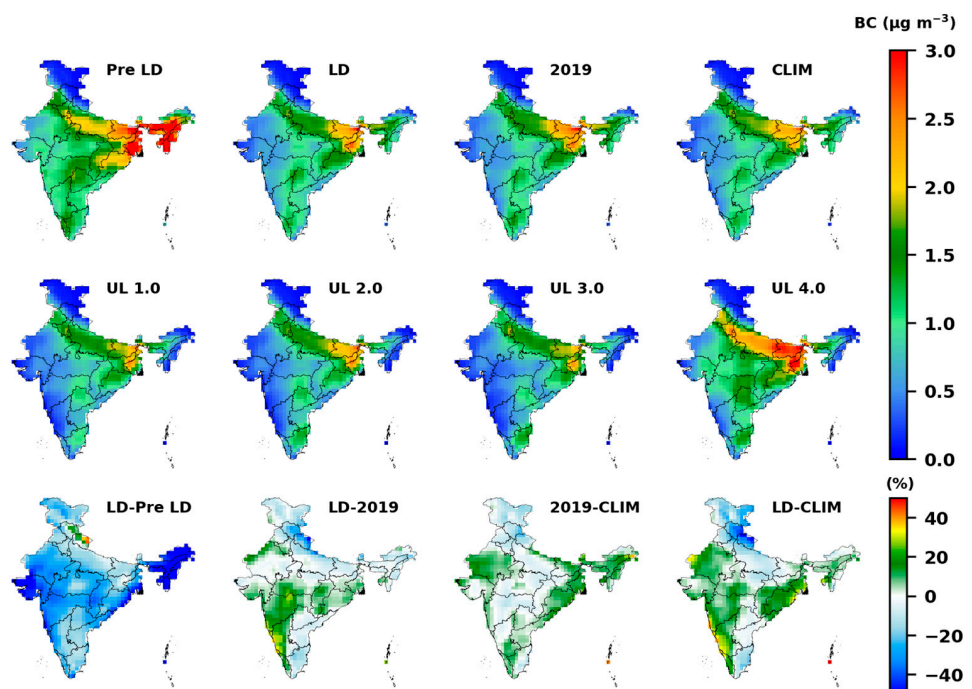 BC (µg m⁻³)
Pre LD
LD
2019
CLIM
3.0
2.5
2.0
1.5
1.0
0.5
0.0
UL 1.0
UL 2.0
UL 3.0
UL 4.0
(%)
LD-Pre LD
LD-2019
2019-CLIM
LD-CLIM
40
20
0
−20
−40